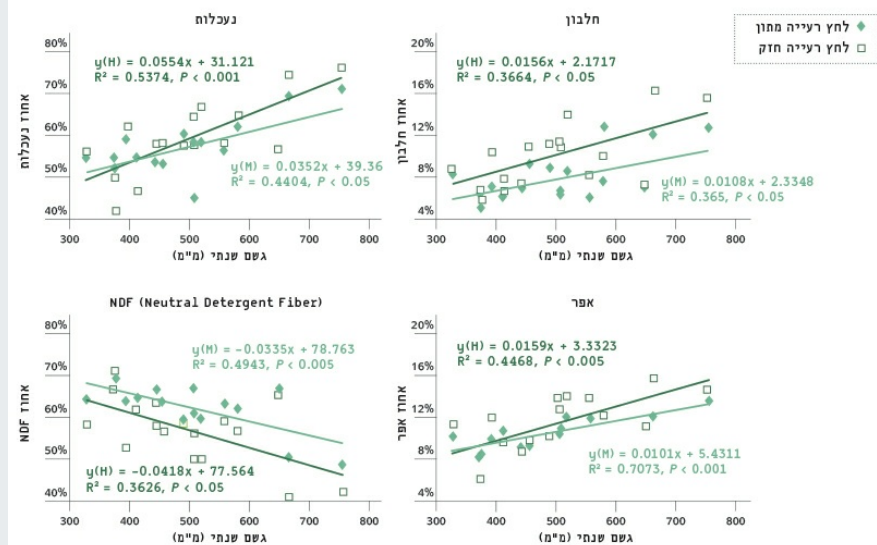 נעכלות
80%
70%
60%
50%
40%
אחוז נעכלות
y(H) = 0.0554x + 31.121
R² = 0.5374, P < 0.001
y(M) = 0.0352x + 39.36
R² = 0.4404, P < 0.05
300 400 500 600 700 800
גשם שנתי (מ"מ)
חלבון
20%
16%
12%
8%
4%
אחוז חלבון
y(H) = 0.0156x + 2.1717
R² = 0.3664, P < 0.05
y(M) = 0.0108x + 2.3348
R² = 0.365, P < 0.05
300 400 500 600 700 800
גשם שנתי (מ"מ)
לחץ רעייה מתון
לחץ רעייה חזק
NDF (Neutral Detergent Fiber)
80%
70%
60%
50%
40%
אחוז NDF
y(M) = −0.0335x + 78.763
R² = 0.4943, P < 0.005
y(H) = −0.0418x + 77.564
R² = 0.3626, P < 0.05
300 400 500 600 700 800
גשם שנתי (מ"מ)
אפר
20%
16%
12%
8%
4%
אחוז אפר
y(H) = 0.0159x + 3.3323
R² = 0.4468, P < 0.005
y(M) = 0.0101x + 5.4311
R² = 0.7073, P < 0.001
300 400 500 600 700 800
גשם שנתי (מ"מ)